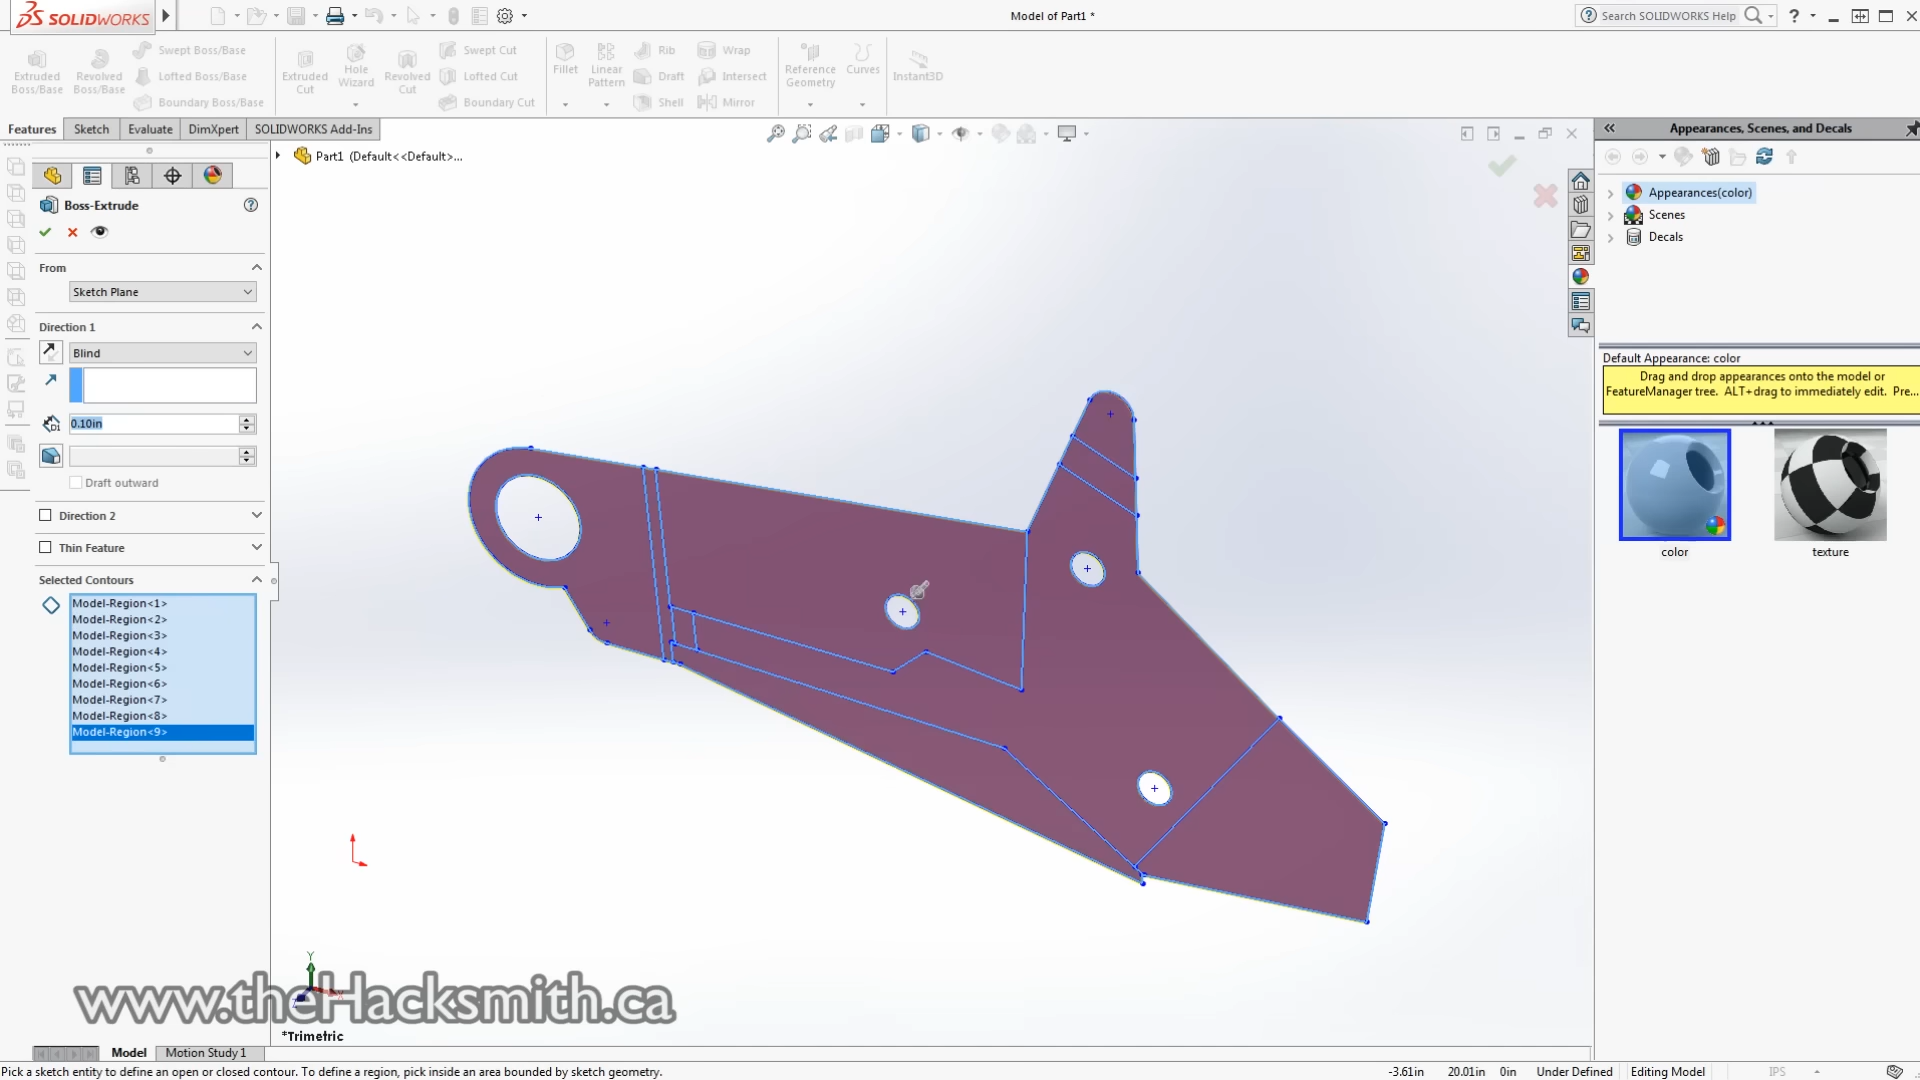 SOLIDWORKS
Model of Part1 *
Search SOLIDWORKS Help
?
Extruded Boss/Base
Revolved Boss/Base
Swept Boss/Base
Lofted Boss/Base
Boundary Boss/Base
Extruded Cut
Hole Wizard
Revolved Cut
Swept Cut
Lofted Cut
Boundary Cut
Fillet
Linear Pattern
Rib
Draft
Shell
Wrap
Intersect
Mirror
Reference Geometry
Curves
Instant3D
Features
Sketch
Evaluate
DimXpert
SOLIDWORKS Add-Ins
Part1 (Default<<Default>...
Boss-Extrude
From
Sketch Plane
Direction 1
Blind
0.10in
Draft outward
Direction 2
Thin Feature
Selected Contours
Model-Region<1>
Model-Region<2>
Model-Region<3>
Model-Region<4>
Model-Region<5>
Model-Region<6>
Model-Region<7>
Model-Region<8>
Model-Region<9>
Appearances, Scenes, and Decals
Appearances(color)
Scenes
Decals
Default Appearance: color
Drag and drop appearances onto the model or
FeatureManager tree. ALT+drag to immediately edit. Pre...
color
texture
Y
www.theHacksmith.ca
*Trimetric
Model
Motion Study 1
Pick a sketch entity to define an open or closed contour. To define a region, pick inside an area bounded by sketch geometry.
-3.61in
20.01in
0in
Under Defined
Editing Model
IPS